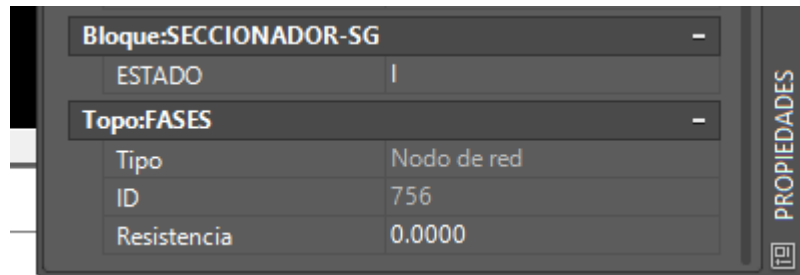 Bloque:SECCIONADOR-SG
ESTADO I
Topo:FASES
Tipo Nodo de red
ID 756
Resistencia 0.0000
PROPIEDADES